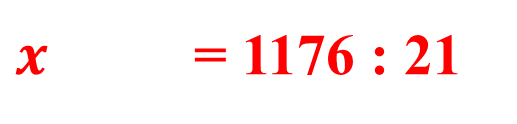 x = 1176 : 21